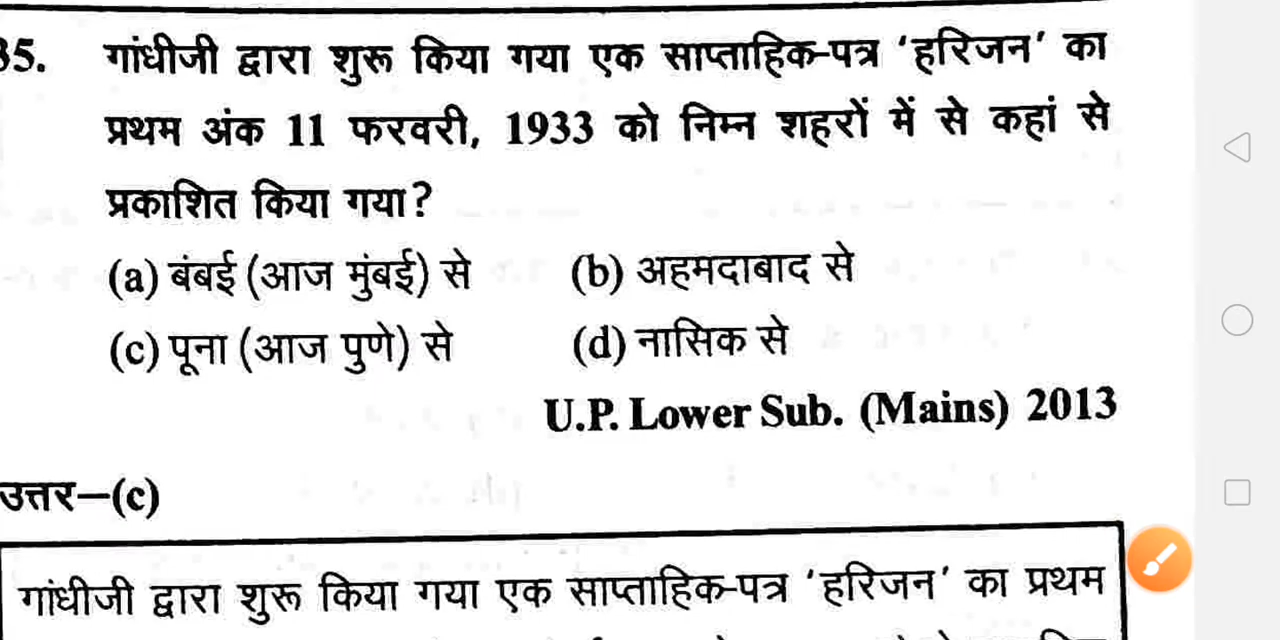 35. गांधीजी द्वारा शुरू किया गया एक साप्ताहिक-पत्र ‘हरिजन’ का
प्रथम अंक 11 फरवरी, 1933 को निम्न शहरों में से कहां से
प्रकाशित किया गया?
(a) बंबई (आज मुंबई) से (b) अहमदाबाद से
(c) पूना (आज पुणे) से (d) नासिक से
U.P. Lower Sub. (Mains) 2013
उत्तर–(c)
गांधीजी द्वारा शुरू किया गया एक साप्ताहिक-पत्र ‘हरिजन’ का प्रथम